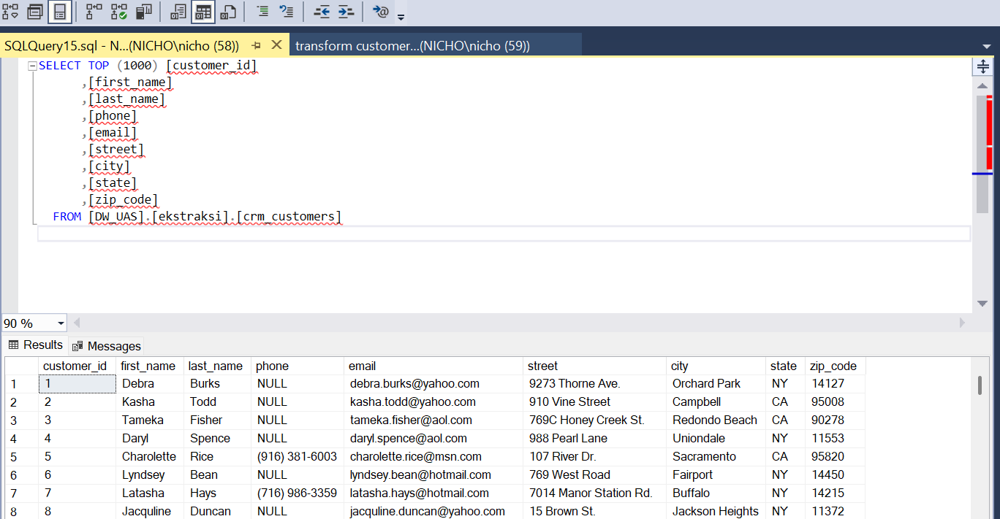 SQLQuery15.sql - N...(NICHO\nicho (58))
transform customer...(NICHO\nicho (59))
SELECT TOP (1000) [customer_id]
,[first_name]
,[last_name]
,[phone]
,[email]
,[street]
,[city]
,[state]
,[zip_code]
FROM [DW_UAS].[ekstraksi].[crm_customers]
90 %
Results Messages
customer_id first_name last_name phone email street city state zip_code
1 1 Debra Burks NULL debra.burks@yahoo.com 9273 Thorne Ave. Orchard Park NY 14127
2 2 Kasha Todd NULL kasha.todd@yahoo.com 910 Vine Street Campbell CA 95008
3 3 Tameka Fisher NULL tameka.fisher@aol.com 769C Honey Creek St. Redondo Beach CA 90278
4 4 Daryl Spence NULL daryl.spence@aol.com 988 Pearl Lane Uniondale NY 11553
5 5 Charolette Rice (916) 381-6003 charolette.rice@msn.com 107 River Dr. Sacramento CA 95820
6 6 Lyndsey Bean NULL lyndsey.bean@hotmail.com 769 West Road Fairport NY 14450
7 7 Latasha Hays (716) 986-3359 latasha.hays@hotmail.com 7014 Manor Station Rd. Buffalo NY 14215
8 8 Jacquline Duncan NULL jacquline.duncan@yahoo.com 15 Brown St. Jackson Heights NY 11372